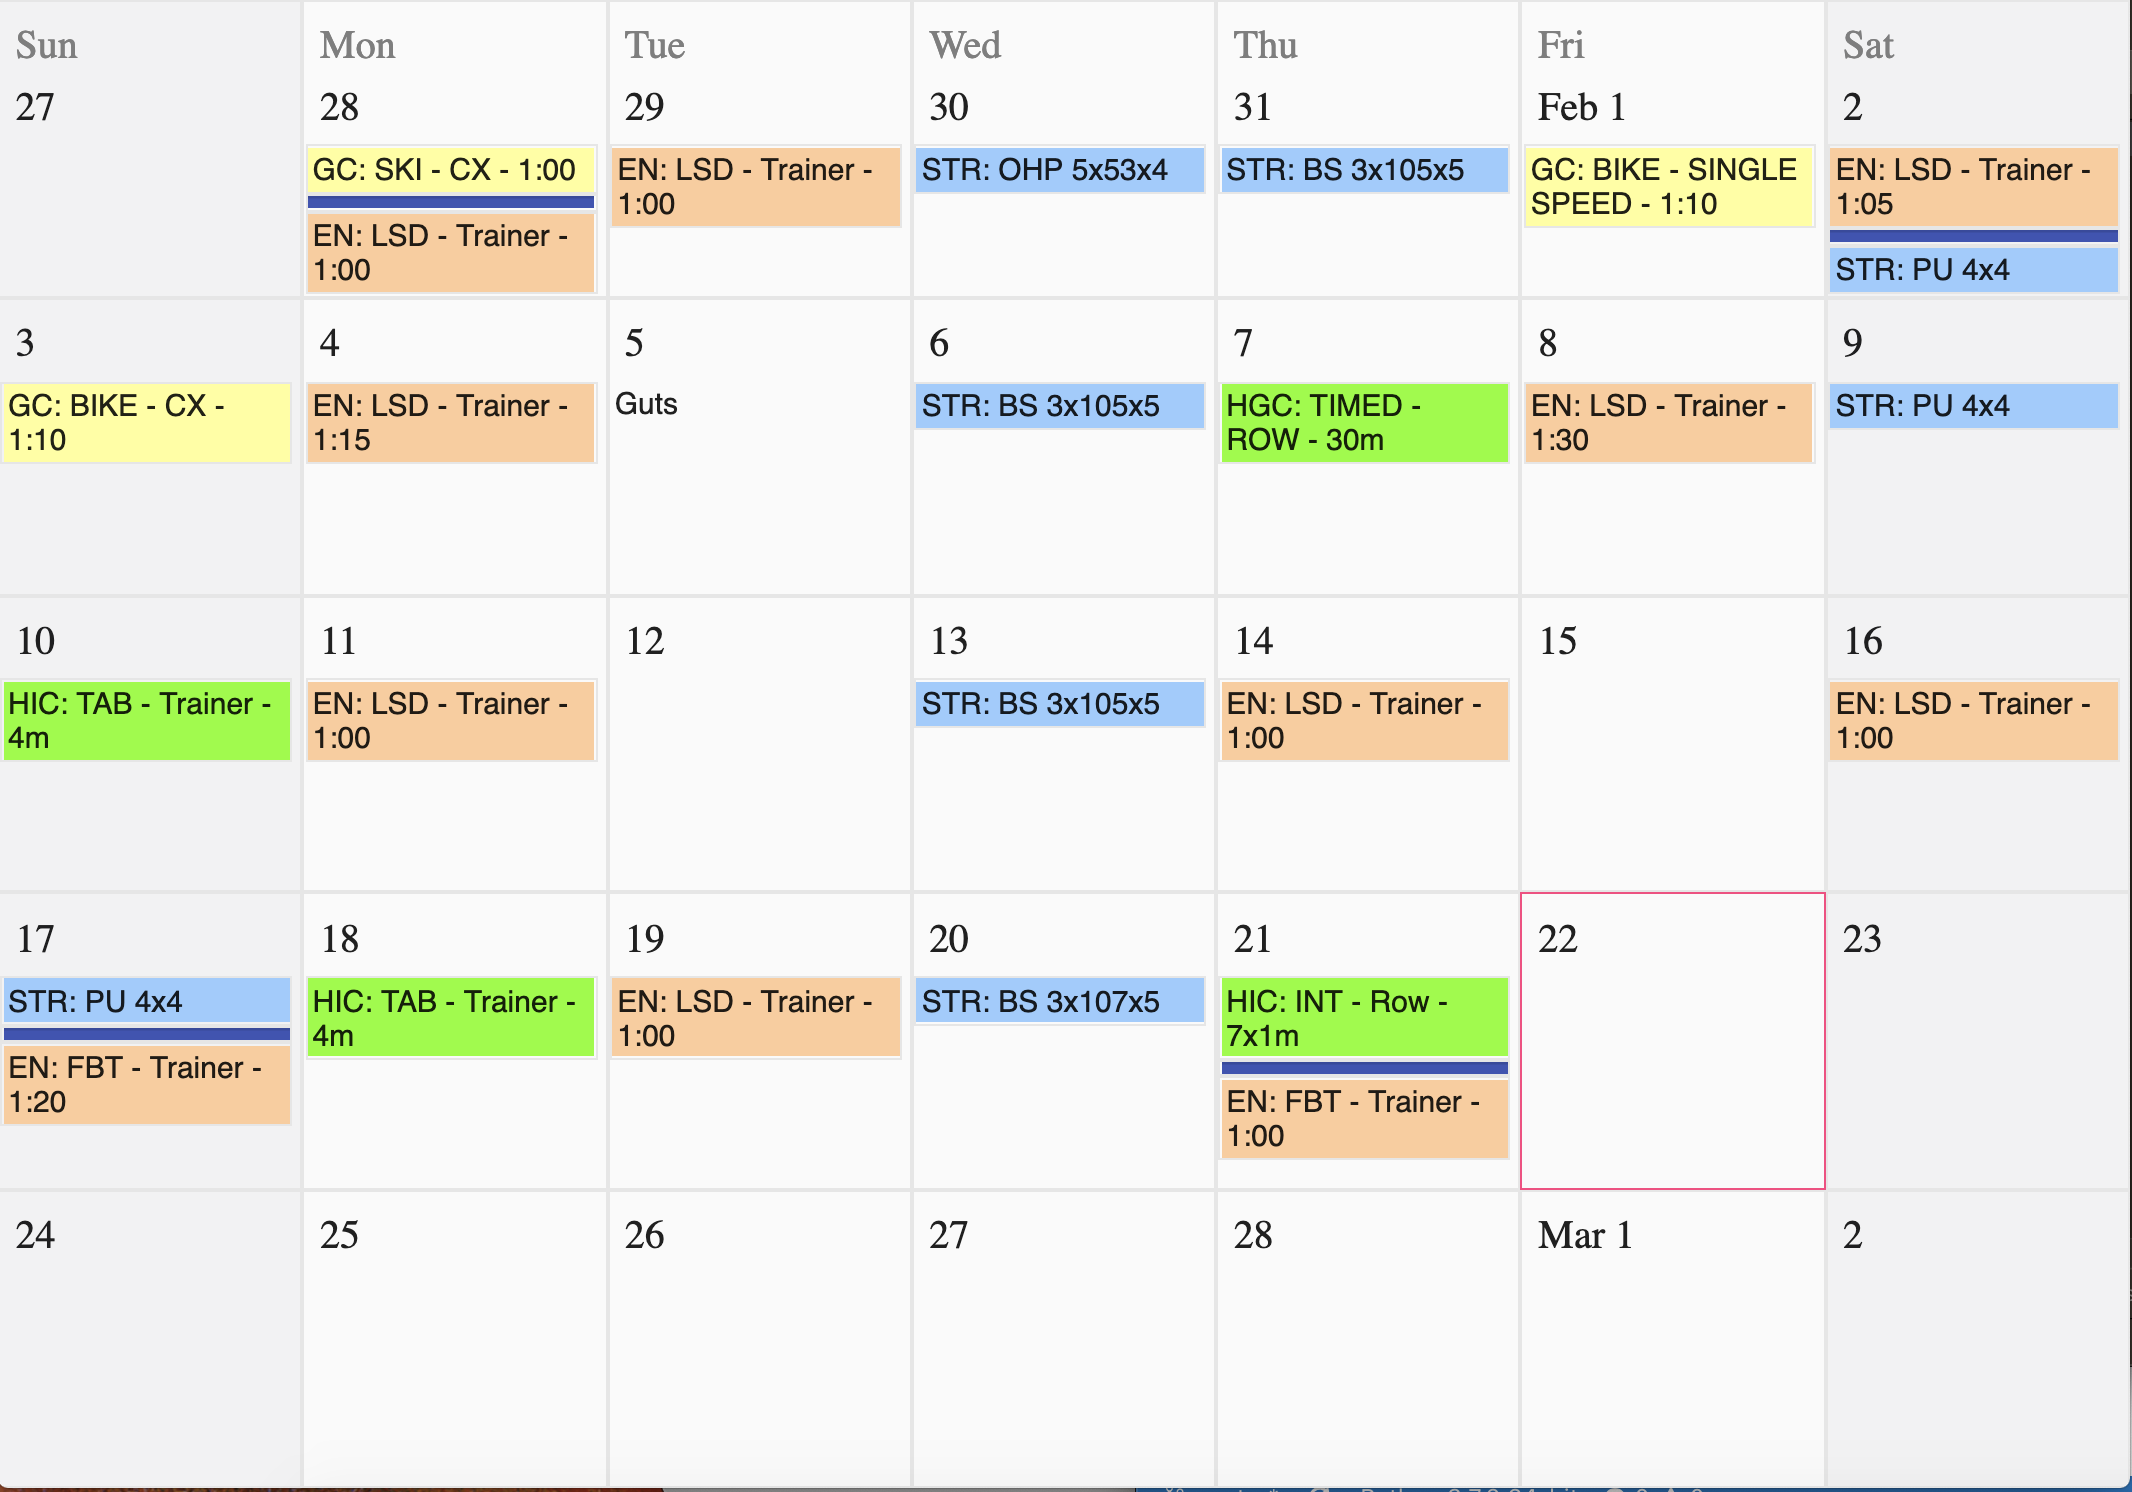 Sun Mon Tue Wed Thu Fri Sat
27 28 29 30 31 Feb 1 2
GC: SKI - CX - 1:00
EN: LSD - Trainer -
1:00
EN: LSD - Trainer -
1:00
STR: OHP 5x53x4
STR: BS 3x105x5
GC: BIKE - SINGLE
SPEED - 1:10
EN: LSD - Trainer -
1:05
STR: PU 4x4
3 4 5 6 7 8 9
GC: BIKE - CX -
1:10
EN: LSD - Trainer -
1:15
Guts
STR: BS 3x105x5
HGC: TIMED -
ROW - 30m
EN: LSD - Trainer -
1:30
STR: PU 4x4
10 11 12 13 14 15 16
HIC: TAB - Trainer -
4m
EN: LSD - Trainer -
1:00
STR: BS 3x105x5
EN: LSD - Trainer -
1:00
EN: LSD - Trainer -
1:00
17 18 19 20 21 22 23
STR: PU 4x4
EN: FBT - Trainer -
1:20
HIC: TAB - Trainer -
4m
EN: LSD - Trainer -
1:00
STR: BS 3x107x5
HIC: INT - Row -
7x1m
EN: FBT - Trainer -
1:00
24 25 26 27 28 Mar 1 2